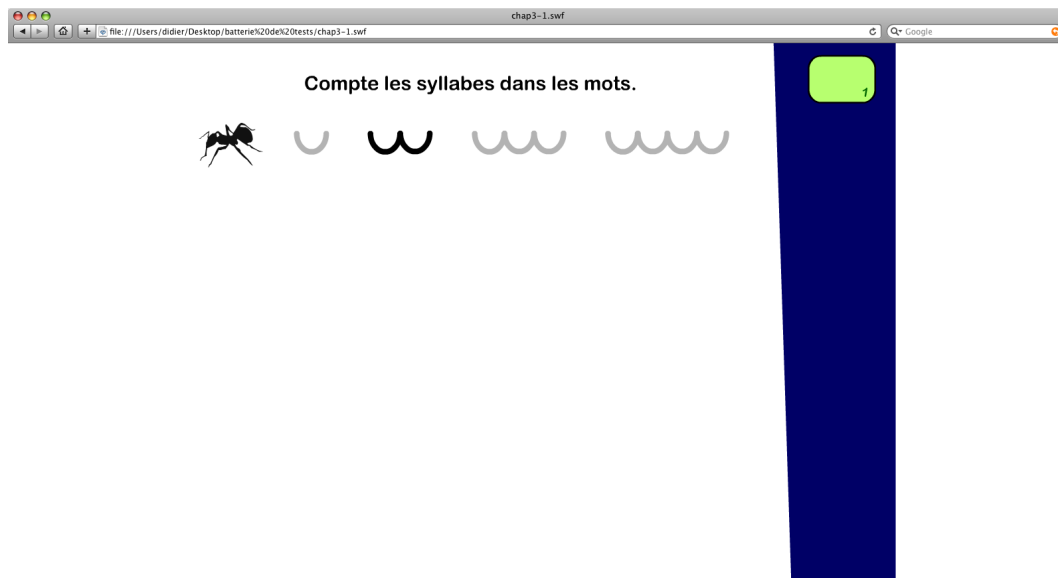 chap3-1.swf
file:///Users/didier/Desktop/batterie%20de%20tests/chap3-1.swf
Google
Compte les syllabes dans les mots.
1